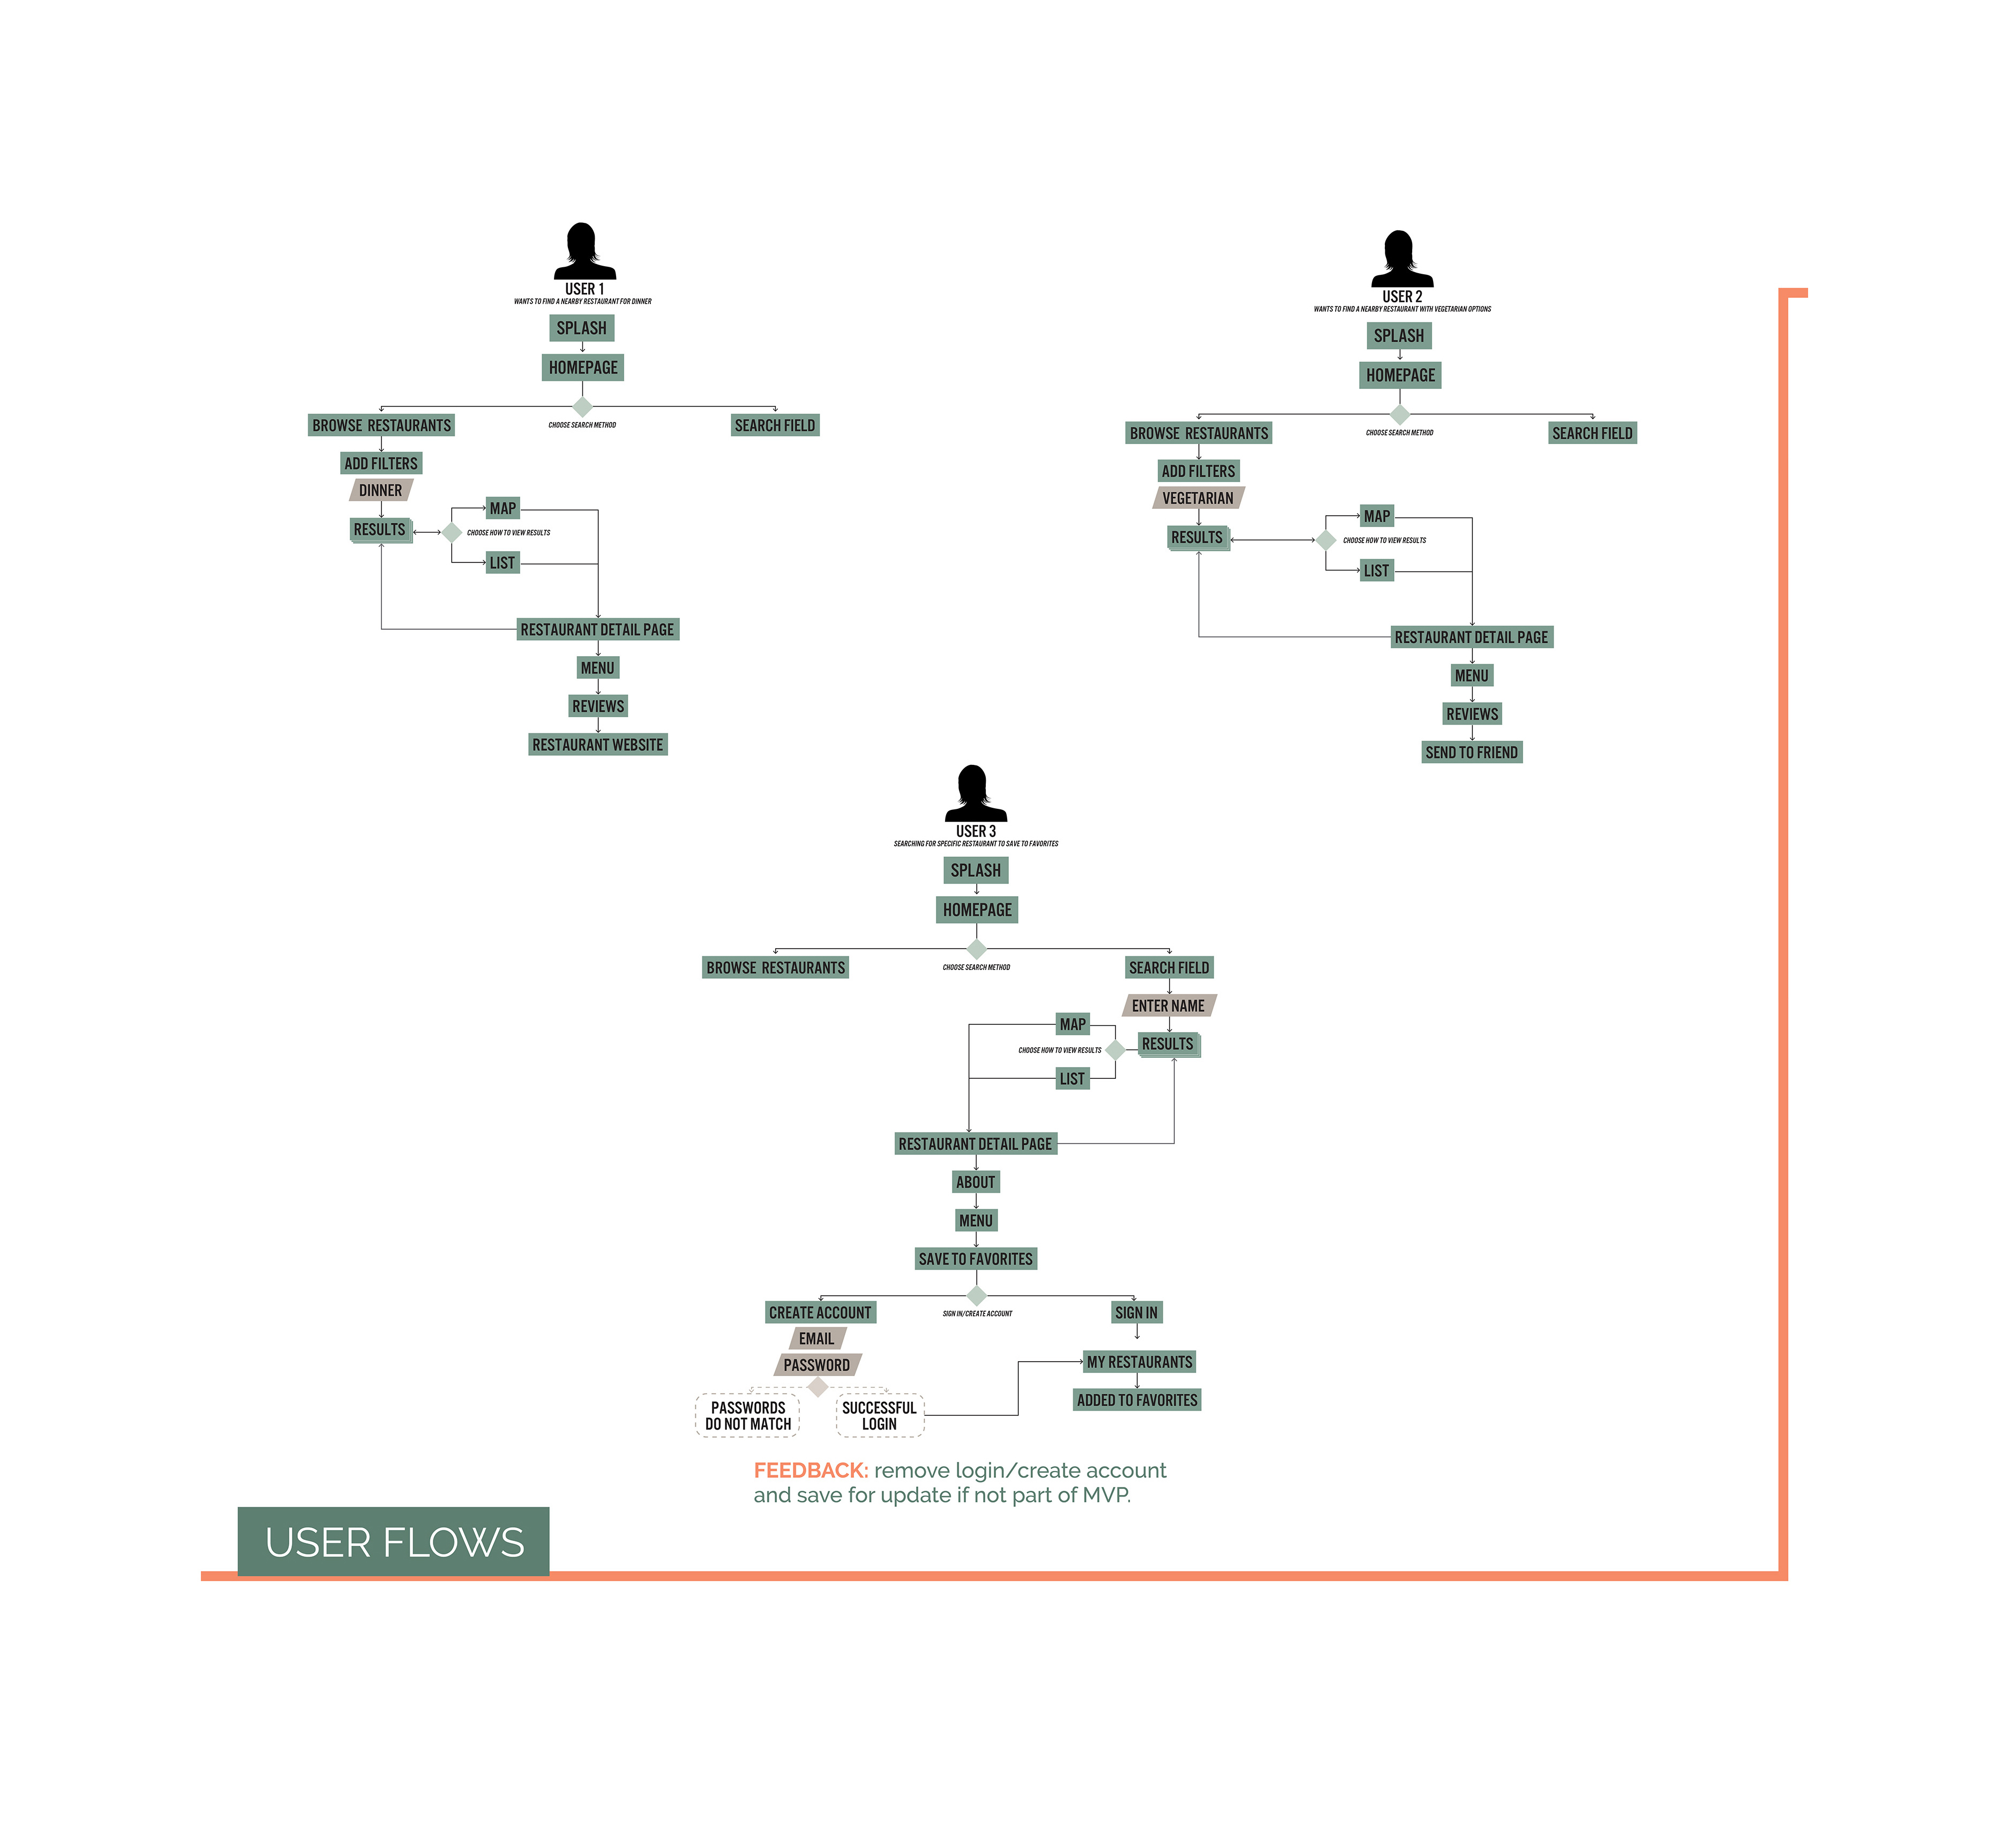 USER 1
WANTS TO FIND A NEARBY RESTAURANT FOR DINNER
SPLASH
HOMEPAGE
BROWSE RESTAURANTS
CHOOSE SEARCH METHOD
SEARCH FIELD
ADD FILTERS
DINNER
RESULTS
MAP
CHOOSE HOW TO VIEW RESULTS
LIST
RESTAURANT DETAIL PAGE
MENU
REVIEWS
RESTAURANT WEBSITE
USER 2
WANTS TO FIND A NEARBY RESTAURANT WITH VEGETARIAN OPTIONS
SPLASH
HOMEPAGE
BROWSE RESTAURANTS
CHOOSE SEARCH METHOD
SEARCH FIELD
ADD FILTERS
VEGETARIAN
RESULTS
MAP
CHOOSE HOW TO VIEW RESULTS
LIST
RESTAURANT DETAIL PAGE
MENU
REVIEWS
SEND TO FRIEND
USER 3
SEARCHING FOR SPECIFIC RESTAURANT TO SAVE TO FAVORITES
SPLASH
HOMEPAGE
BROWSE RESTAURANTS
CHOOSE SEARCH METHOD
SEARCH FIELD
ENTER NAME
RESULTS
MAP
CHOOSE HOW TO VIEW RESULTS
LIST
RESTAURANT DETAIL PAGE
ABOUT
MENU
SAVE TO FAVORITES
CREATE ACCOUNT
SIGN IN/CREATE ACCOUNT
SIGN IN
EMAIL
PASSWORD
PASSWORDS
DO NOT MATCH
SUCCESSFUL
LOGIN
MY RESTAURANTS
ADDED TO FAVORITES
FEEDBACK: remove login/create account
and save for update if not part of MVP.
USER FLOWS